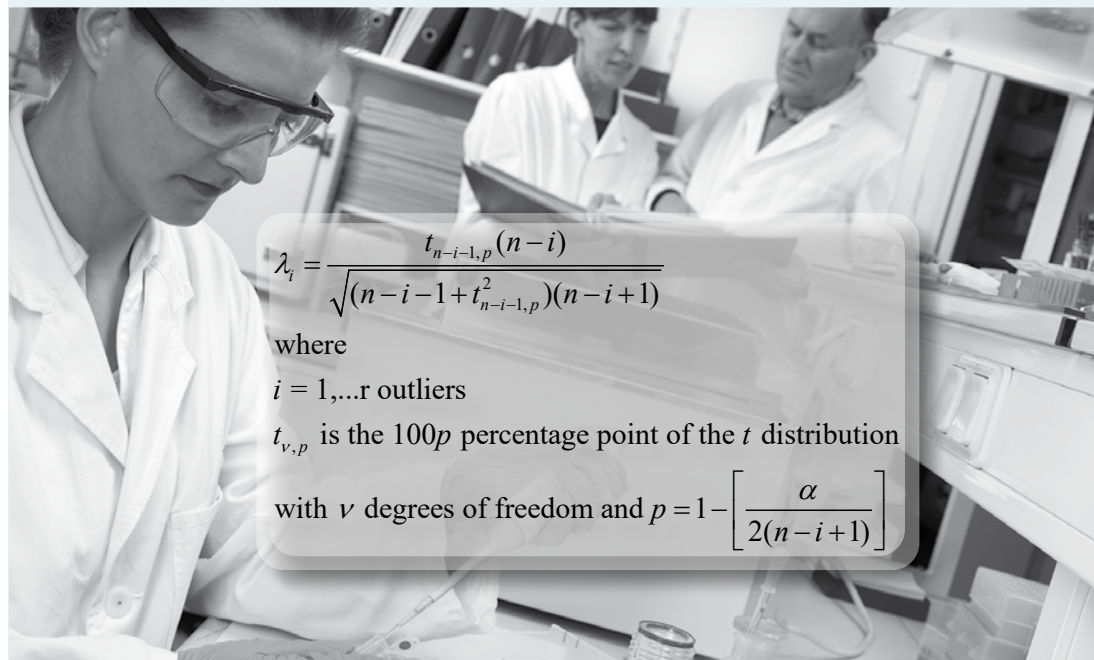 λ_i = t_{n−i−1,p}(n−i) / √((n−i−1+t²_{n−i−1,p})(n−i+1))
where
i = 1,...r outliers
t_{ν,p} is the 100p percentage point of the t distribution
with ν degrees of freedom and p = 1−[α / 2(n−i+1)]